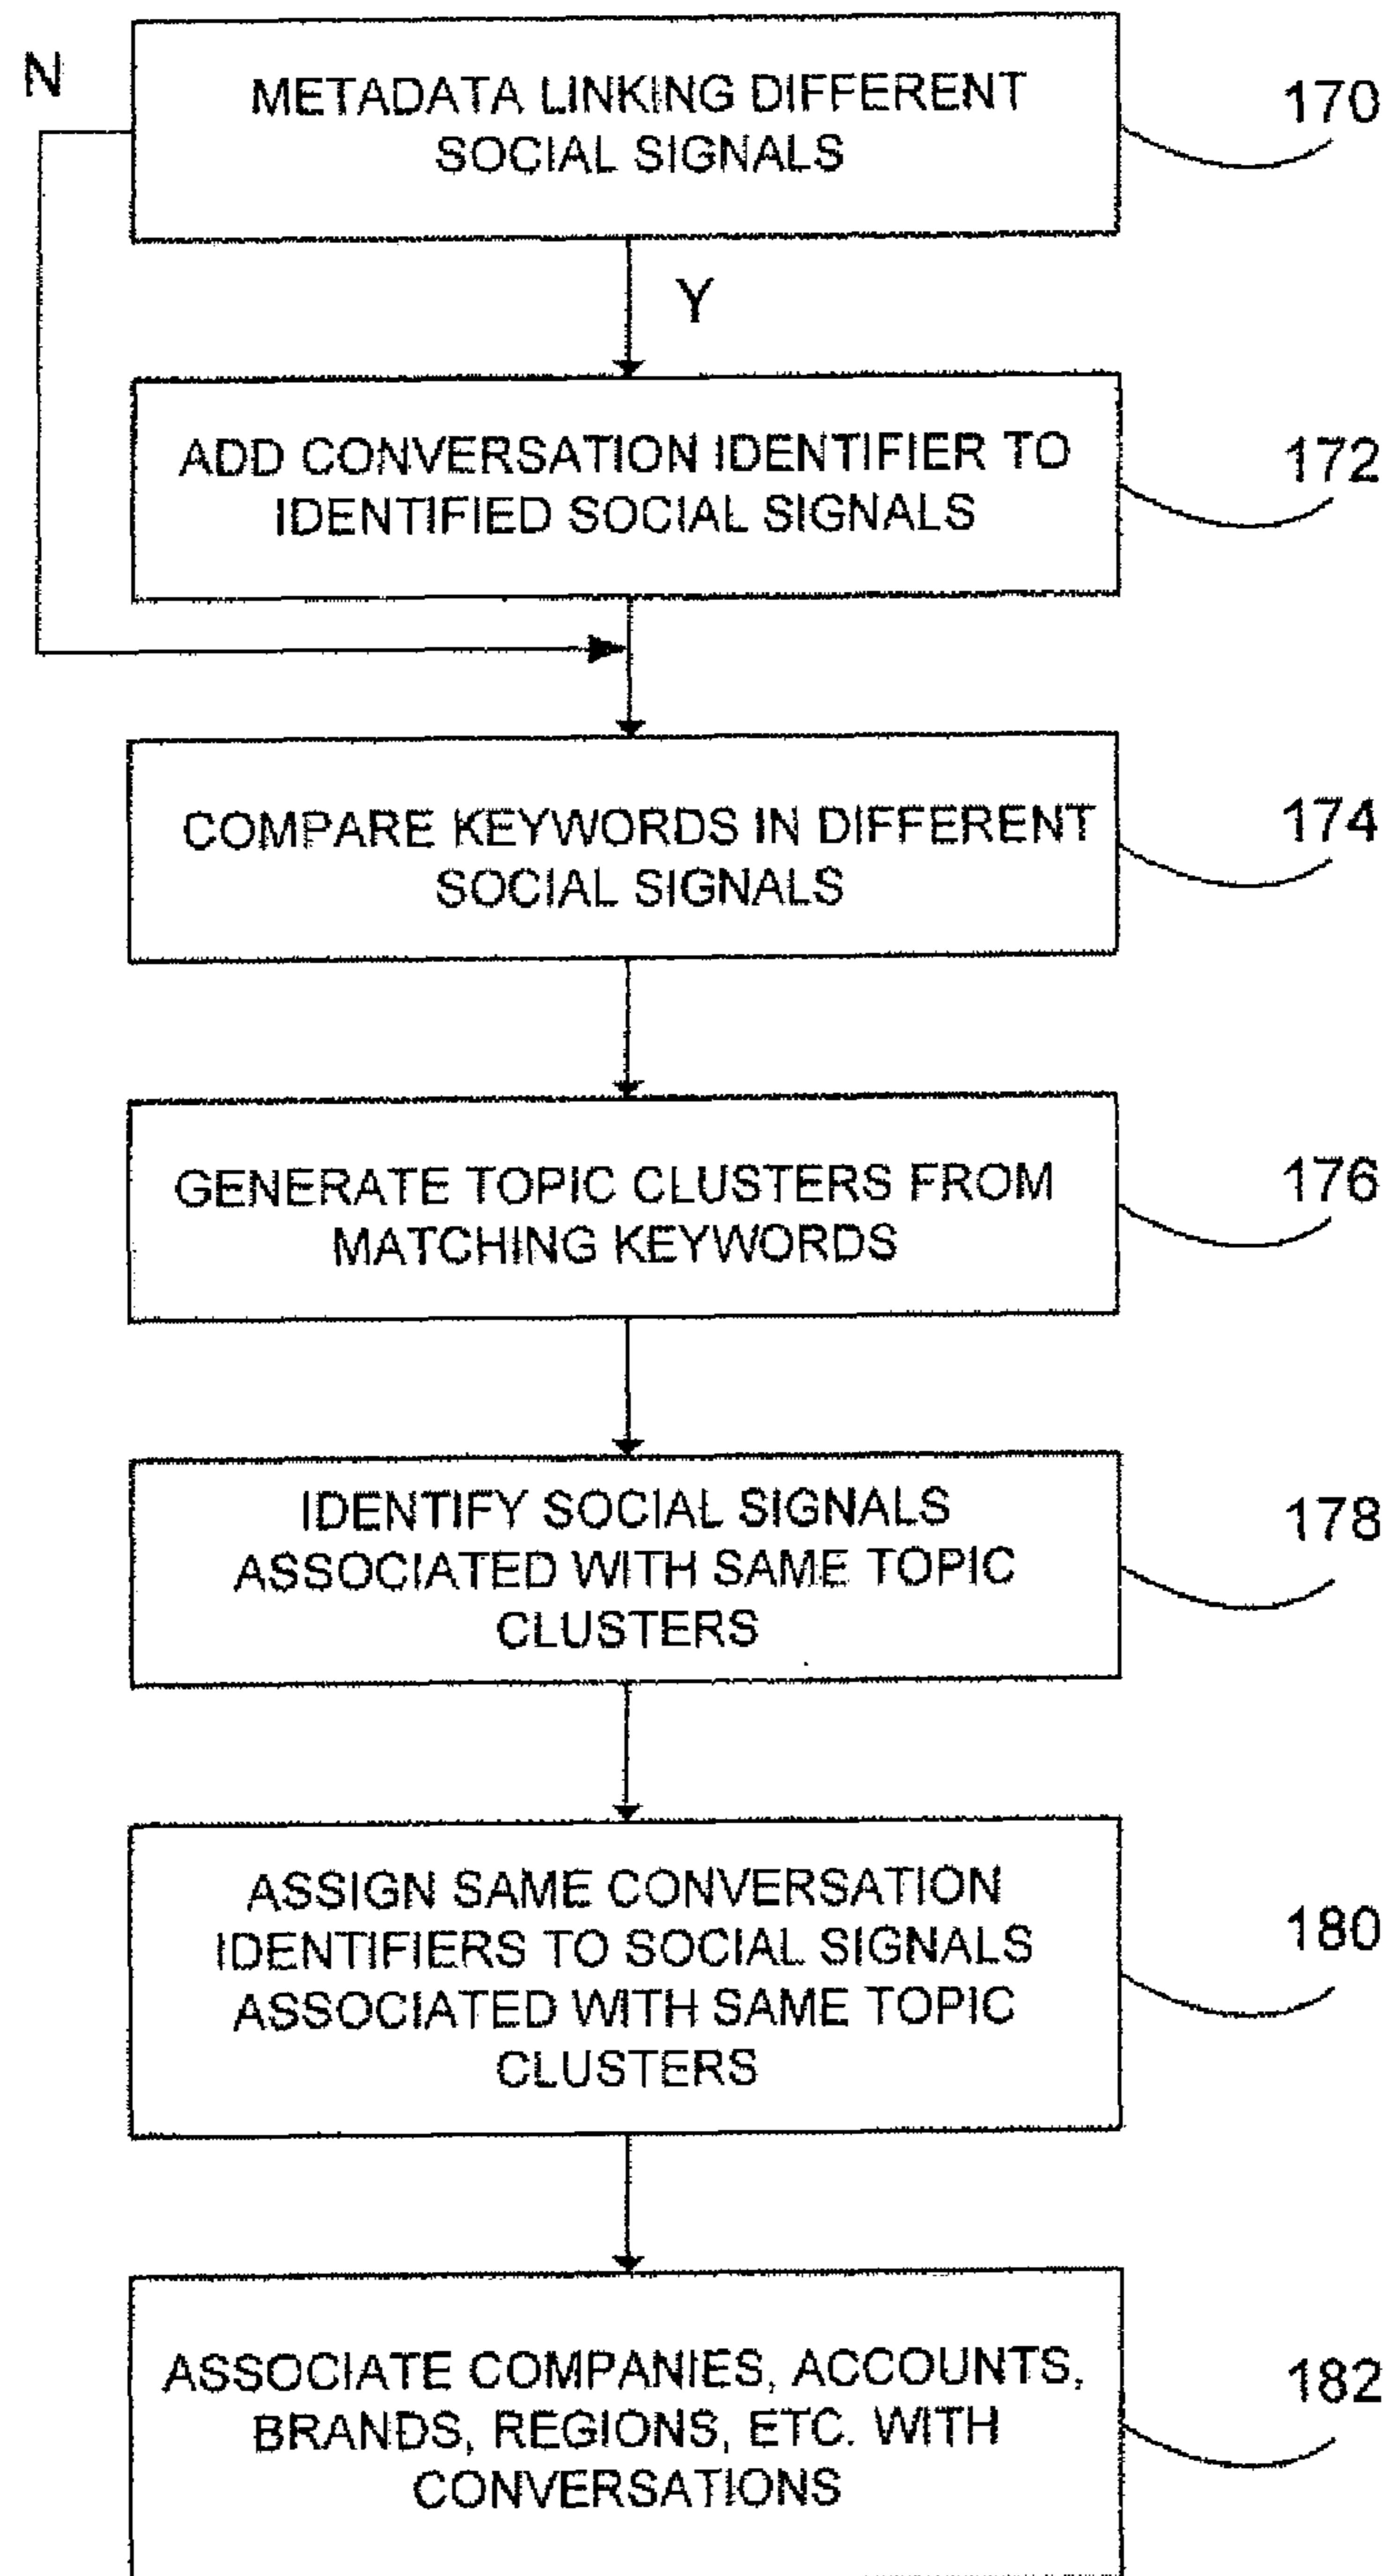 N
METADATA LINKING DIFFERENT
SOCIAL SIGNALS
170
Y
ADD CONVERSATION IDENTIFIER TO
IDENTIFIED SOCIAL SIGNALS
172
COMPARE KEYWORDS IN DIFFERENT
SOCIAL SIGNALS
174
GENERATE TOPIC CLUSTERS FROM
MATCHING KEYWORDS
176
IDENTIFY SOCIAL SIGNALS
ASSOCIATED WITH SAME TOPIC
CLUSTERS
178
ASSIGN SAME CONVERSATION
IDENTIFIERS TO SOCIAL SIGNALS
ASSOCIATED WITH SAME TOPIC
CLUSTERS
180
ASSOCIATE COMPANIES, ACCOUNTS,
BRANDS, REGIONS, ETC. WITH
CONVERSATIONS
182